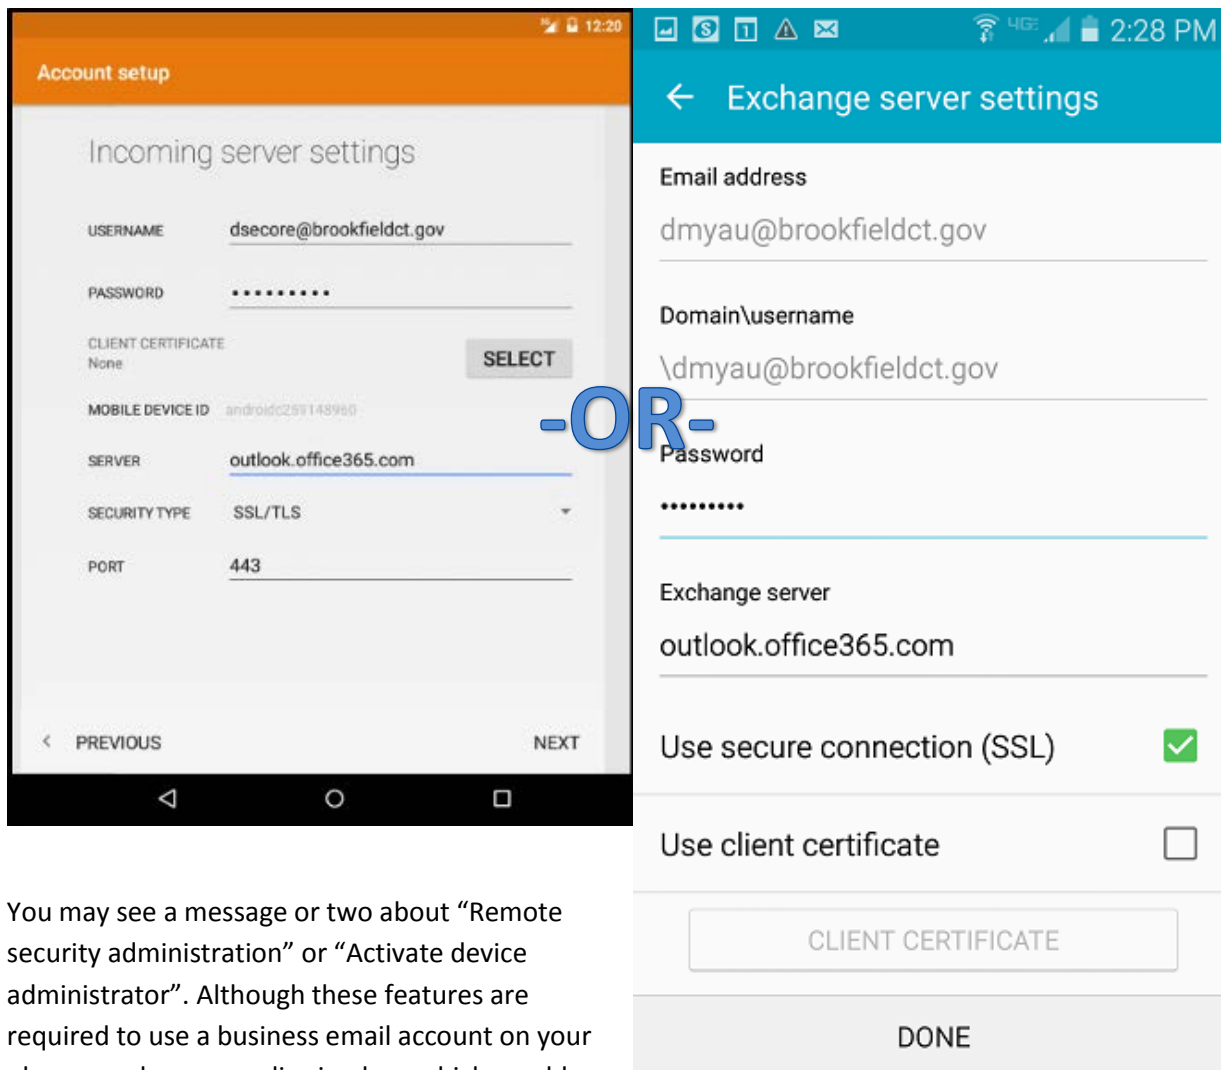 12:20
Account setup
Incoming server settings
USERNAME dsecore@brookfieldct.gov
PASSWORD •••••••••
CLIENT CERTIFICATE
None
SELECT
MOBILE DEVICE ID androidc259148960
SERVER outlook.office365.com
SECURITY TYPE SSL/TLS
PORT 443
PREVIOUS NEXT
-OR-
S 1 4GE 2:28 PM
Exchange server settings
Email address
dmyau@brookfieldct.gov
Domain\username
\dmyau@brookfieldct.gov
Password
•••••••••
Exchange server
outlook.office365.com
Use secure connection (SSL)
Use client certificate
CLIENT CERTIFICATE
DONE
You may see a message or two about “Remote
security administration” or “Activate device
administrator”. Although these features are
required to use a business email account on your